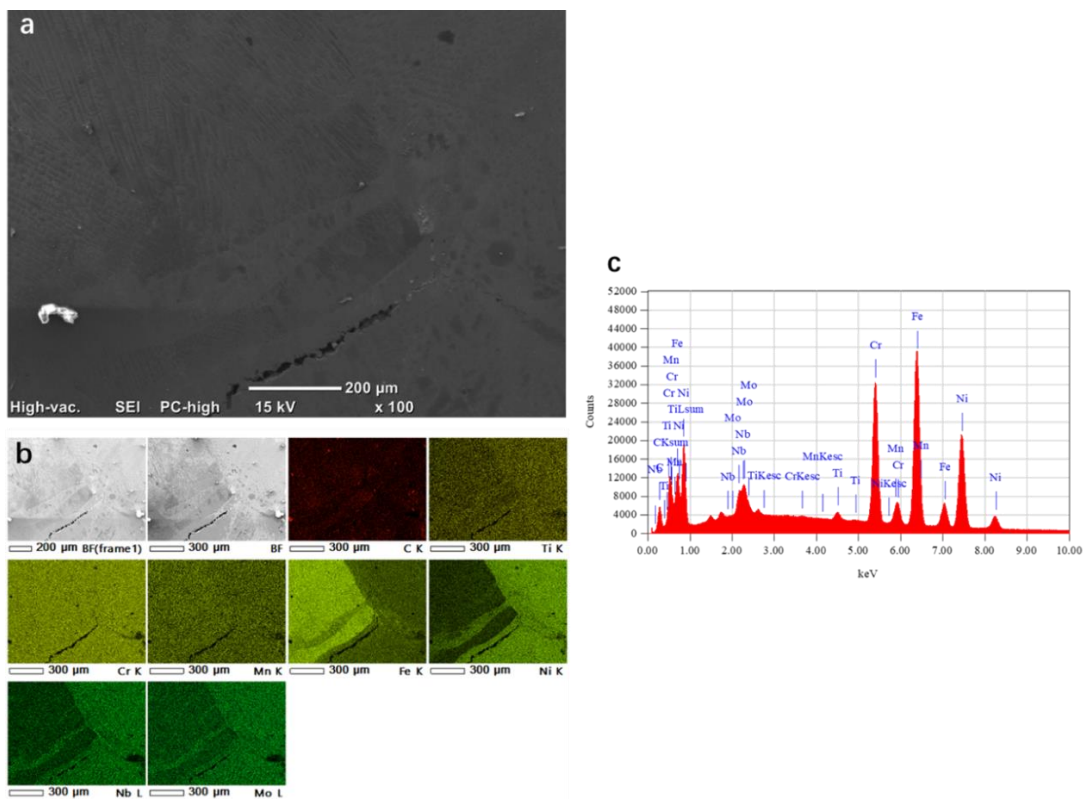 a
200 µm
High-vac. SEI PC-high 15 kV x 100
b
200 µm BF(frame1)
300 µm BF
C K
300 µm Ti K
300 µm Cr K
300 µm Mn K
300 µm Fe K
300 µm Ni K
300 µm Nb L
300 µm Mo L
c
52000
48000
44000
40000
36000
32000
28000
24000
20000
16000
12000
8000
4000
0
Counts
Fe
Mn
Cr
Cr Ni
TiLsum
Ti Ni
CKsum
Mn
Ti
Mo
Mo
Mo
Nb
Nb
Nb
TiKesc
CrKesc
MnKesc
Ti
Ti
Cr
Mn
Cr
NiKesc
Fe
Mn
Fe
Ni
Ni
0.00 1.00 2.00 3.00 4.00 5.00 6.00 7.00 8.00 9.00 10.00
keV